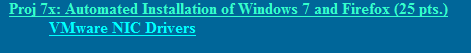 Proj 7x: Automated Installation of Windows 7 and Firefox (25 pts.)
VMware NIC Drivers